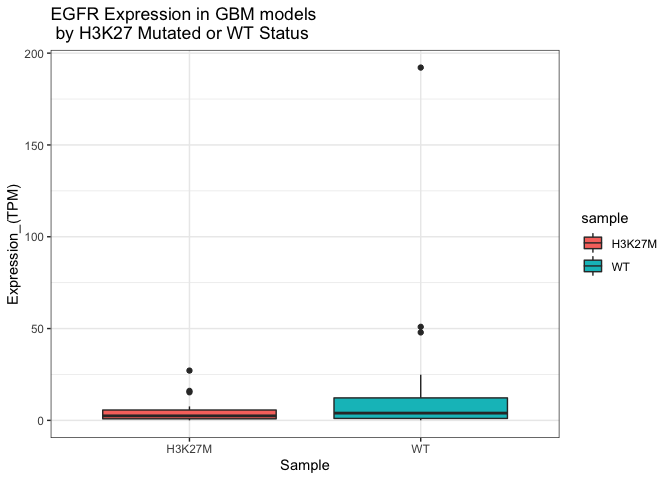 EGFR Expression in GBM models
by H3K27 Mutated or WT Status
200
150
100
50
0
Expression_(TPM)
H3K27M
WT
Sample
sample
H3K27M
WT